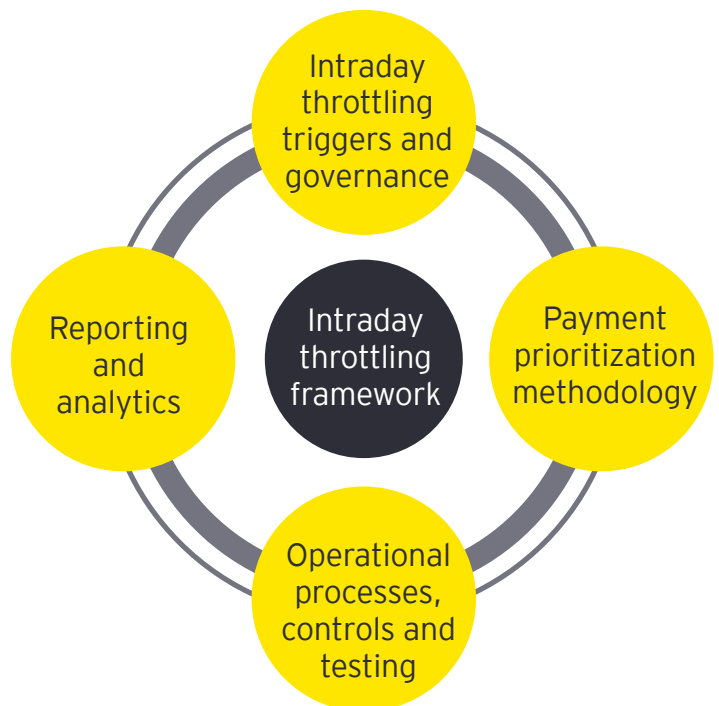 Intraday
throttling
triggers and
governance
Reporting
and
analytics
Intraday
throttling
framework
Payment
prioritization
methodology
Operational
processes,
controls and
testing